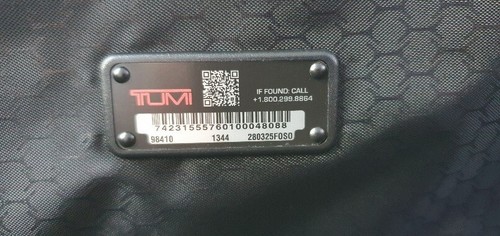 TUMI
IF FOUND: CALL
+1.800.299.8864
74231555760100048088
98410 1344 280325FOSO